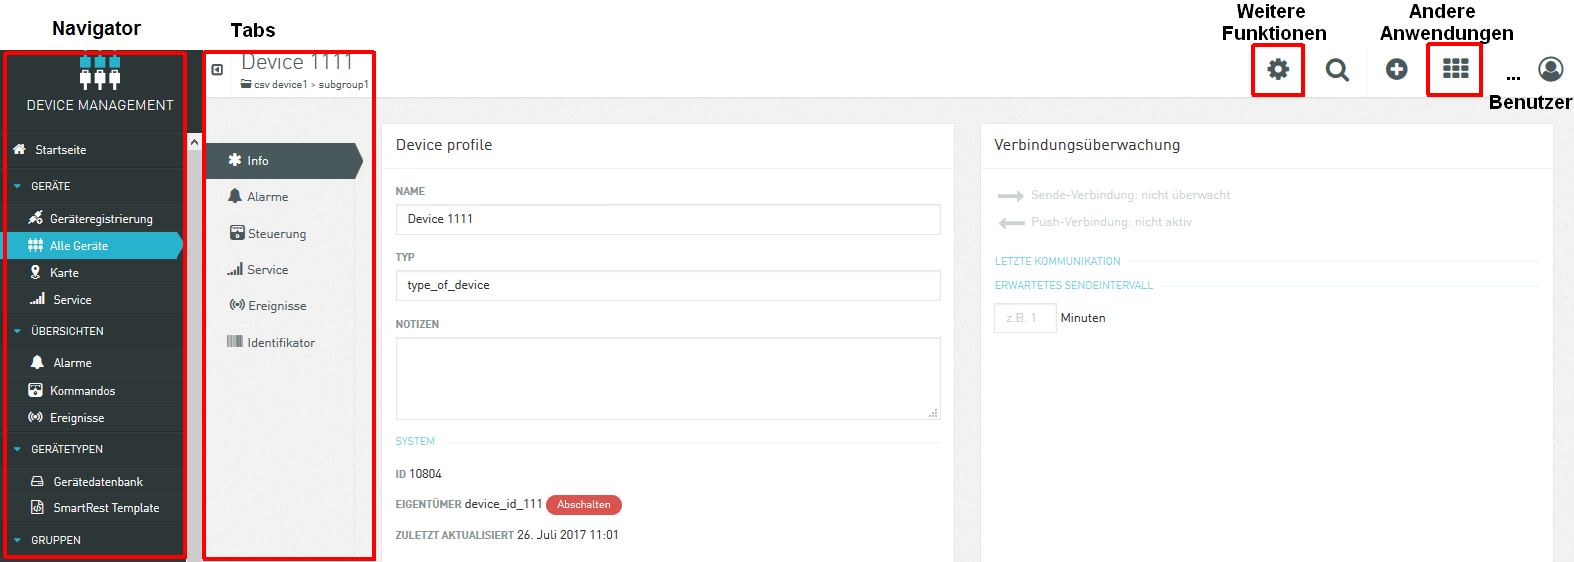 Navigator
Tabs
Weitere
Funktionen
Andere
Anwendungen
...
Benutzer
DEVICE MANAGEMENT
Startseite
GERÄTE
Geräteregistrierung
Alle Geräte
Karte
Service
ÜBERSICHTEN
Alarme
Kommandos
Ereignisse
GERÄTETYPEN
Gerätedatenbank
SmartRest Template
GRUPPEN
Device 1111
csv device1 > subgroup1
Info
Alarme
Steuerung
Service
Ereignisse
Identifikator
Device profile
NAME
Device 1111
TYP
type_of_device
NOTIZEN
SYSTEM
ID 10804
EIGENTÜMER device_id_111 Abschalten
ZULETZT AKTUALISIERT 26. Juli 2017 11:01
Verbindungsüberwachung
Sende-Verbindung: nicht überwacht
Push-Verbindung: nicht aktiv
LETZTE KOMMUNIKATION
ERWARTETES SENDEINTERVALL
z.B. 1 Minuten